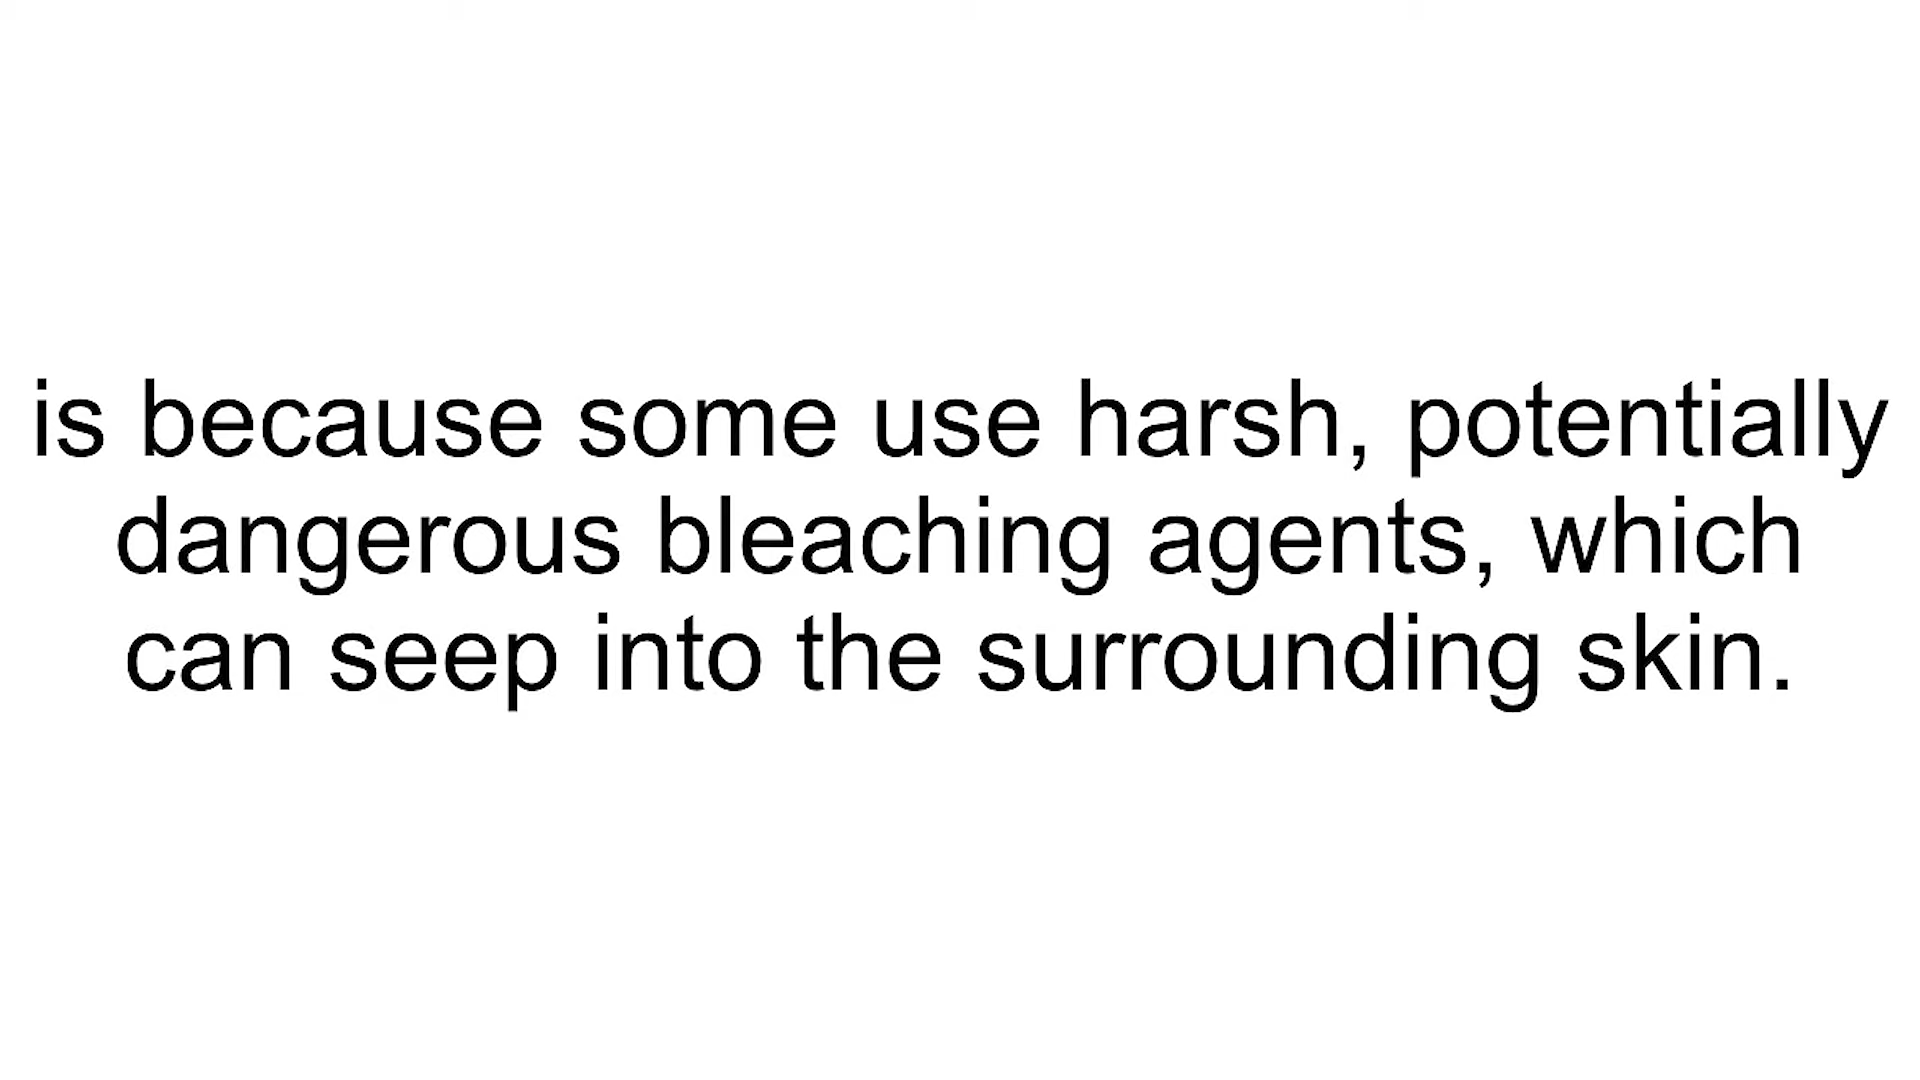 is because some use harsh, potentially
dangerous bleaching agents, which
can seep into the surrounding skin.